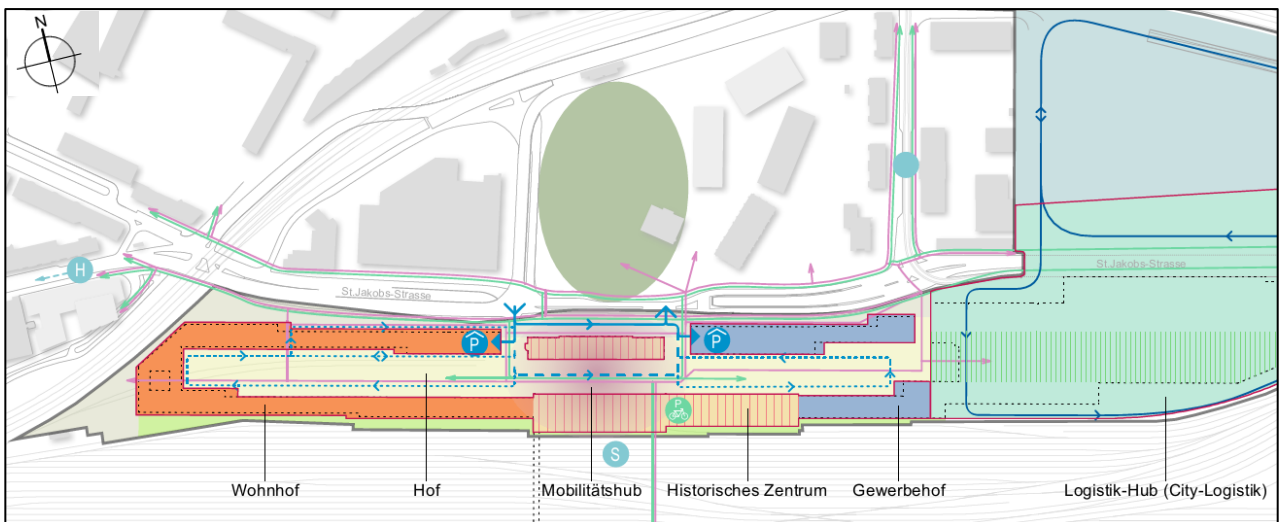 N
H
St.Jakobs-Strasse
St.Jakobs-Strasse
P
P
P
S
Wohnhof
Hof
Mobilitätshub
Historisches Zentrum
Gewerbehof
Logistik-Hub (City-Logistik)